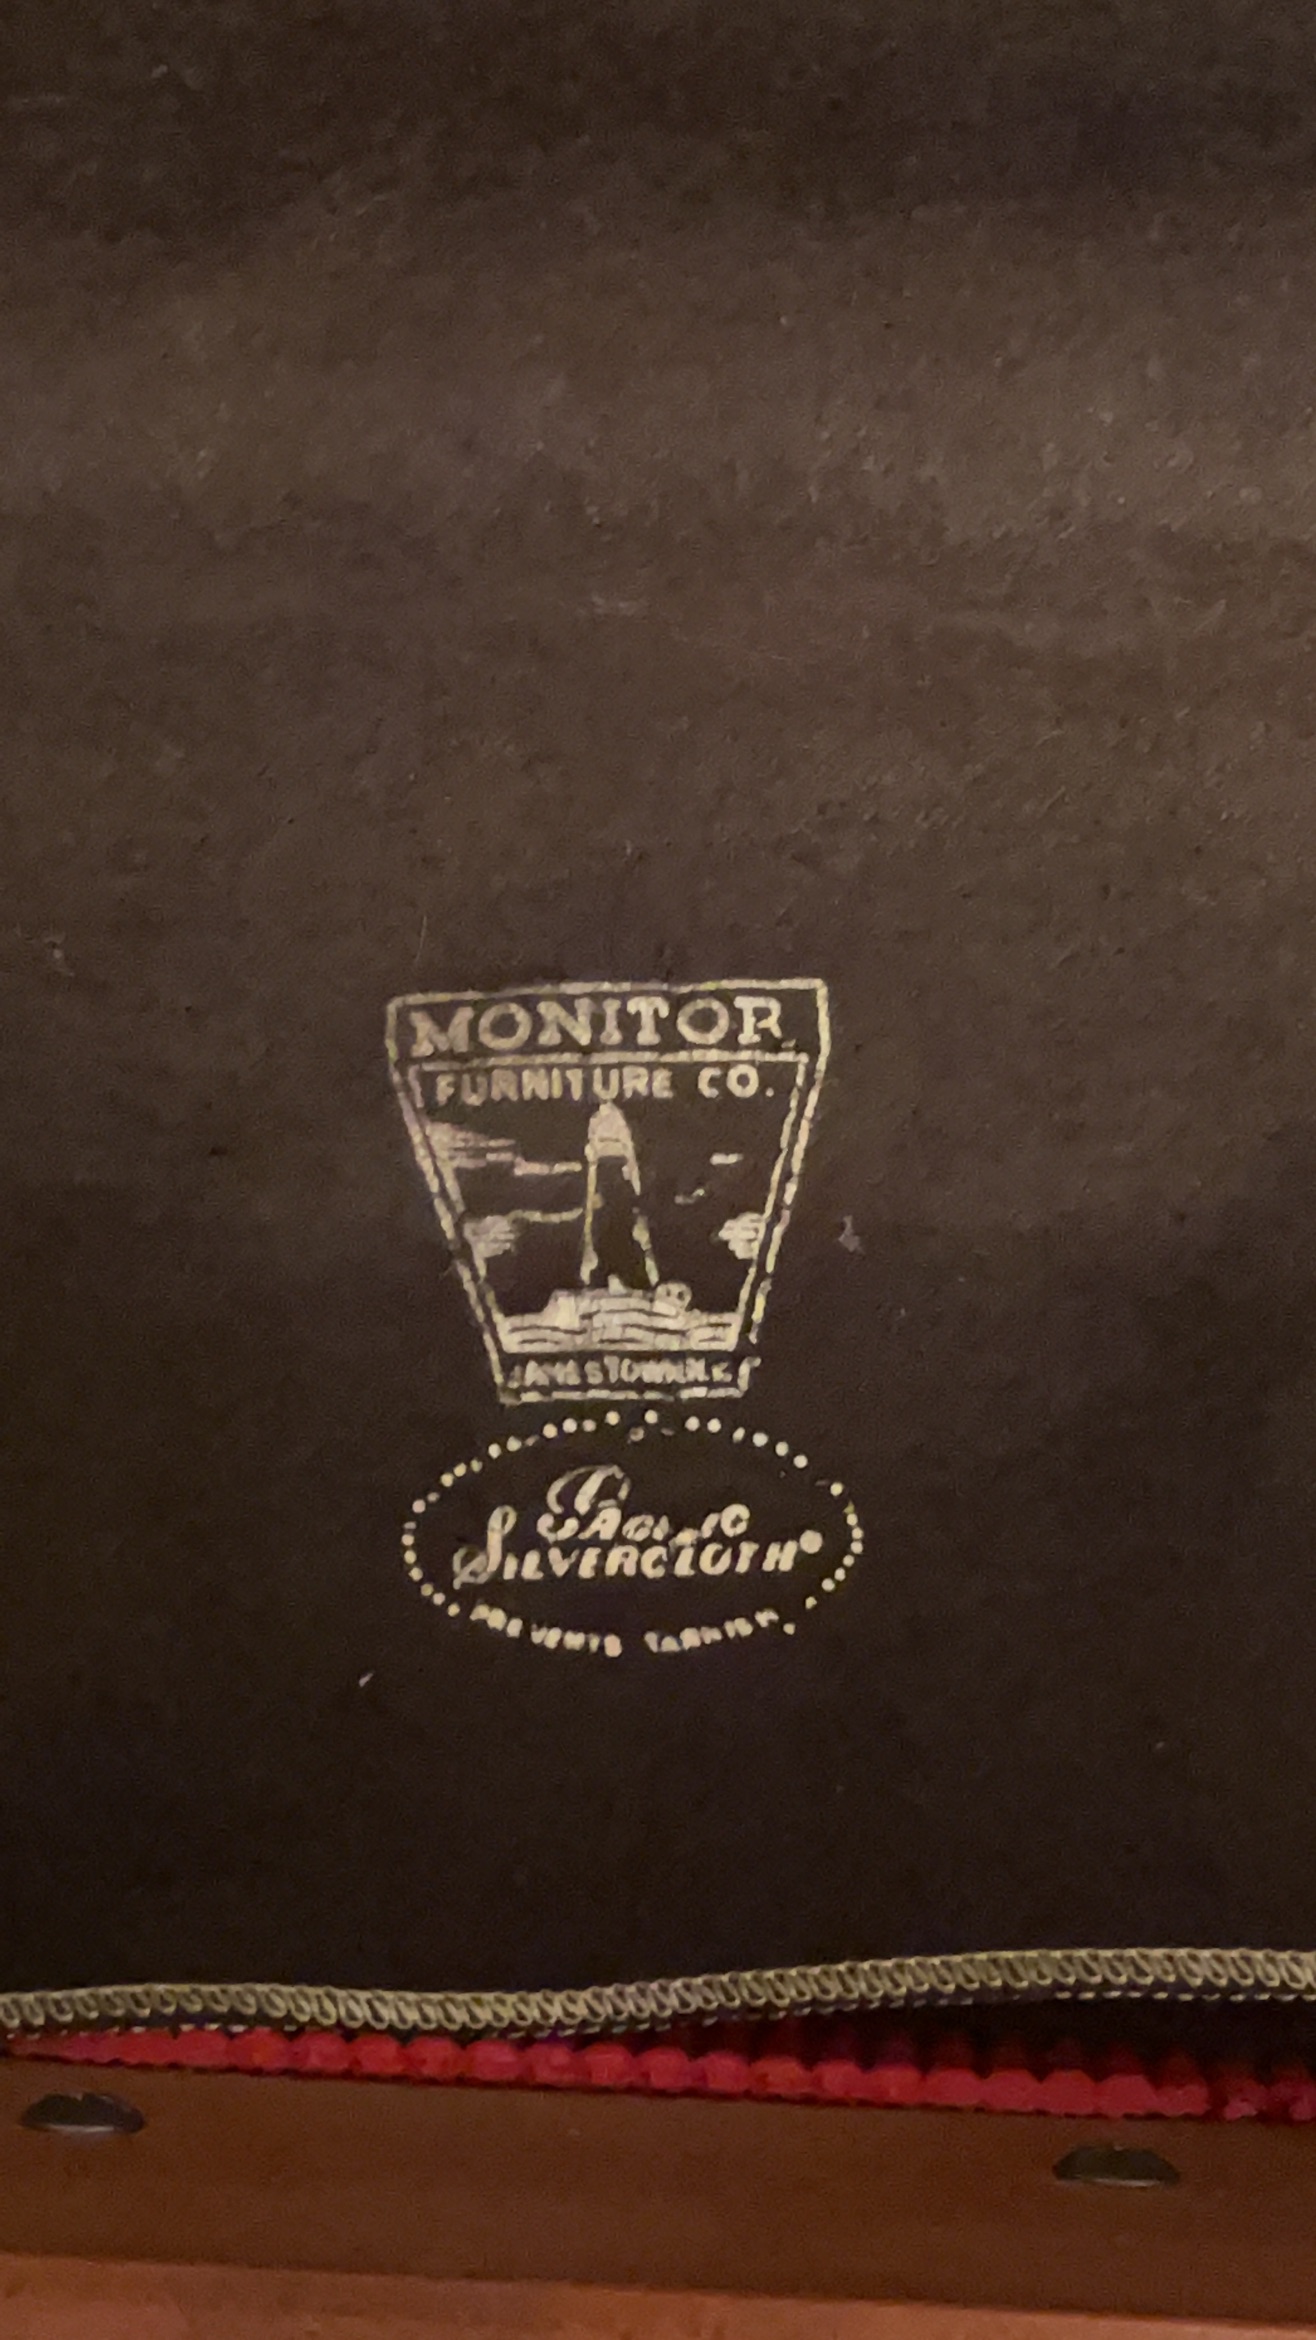 MONITOR
FURNITURE CO.
JAMESTOWN, N.Y.
Pacific
Silvercloth®
PREVENTS TARNISH